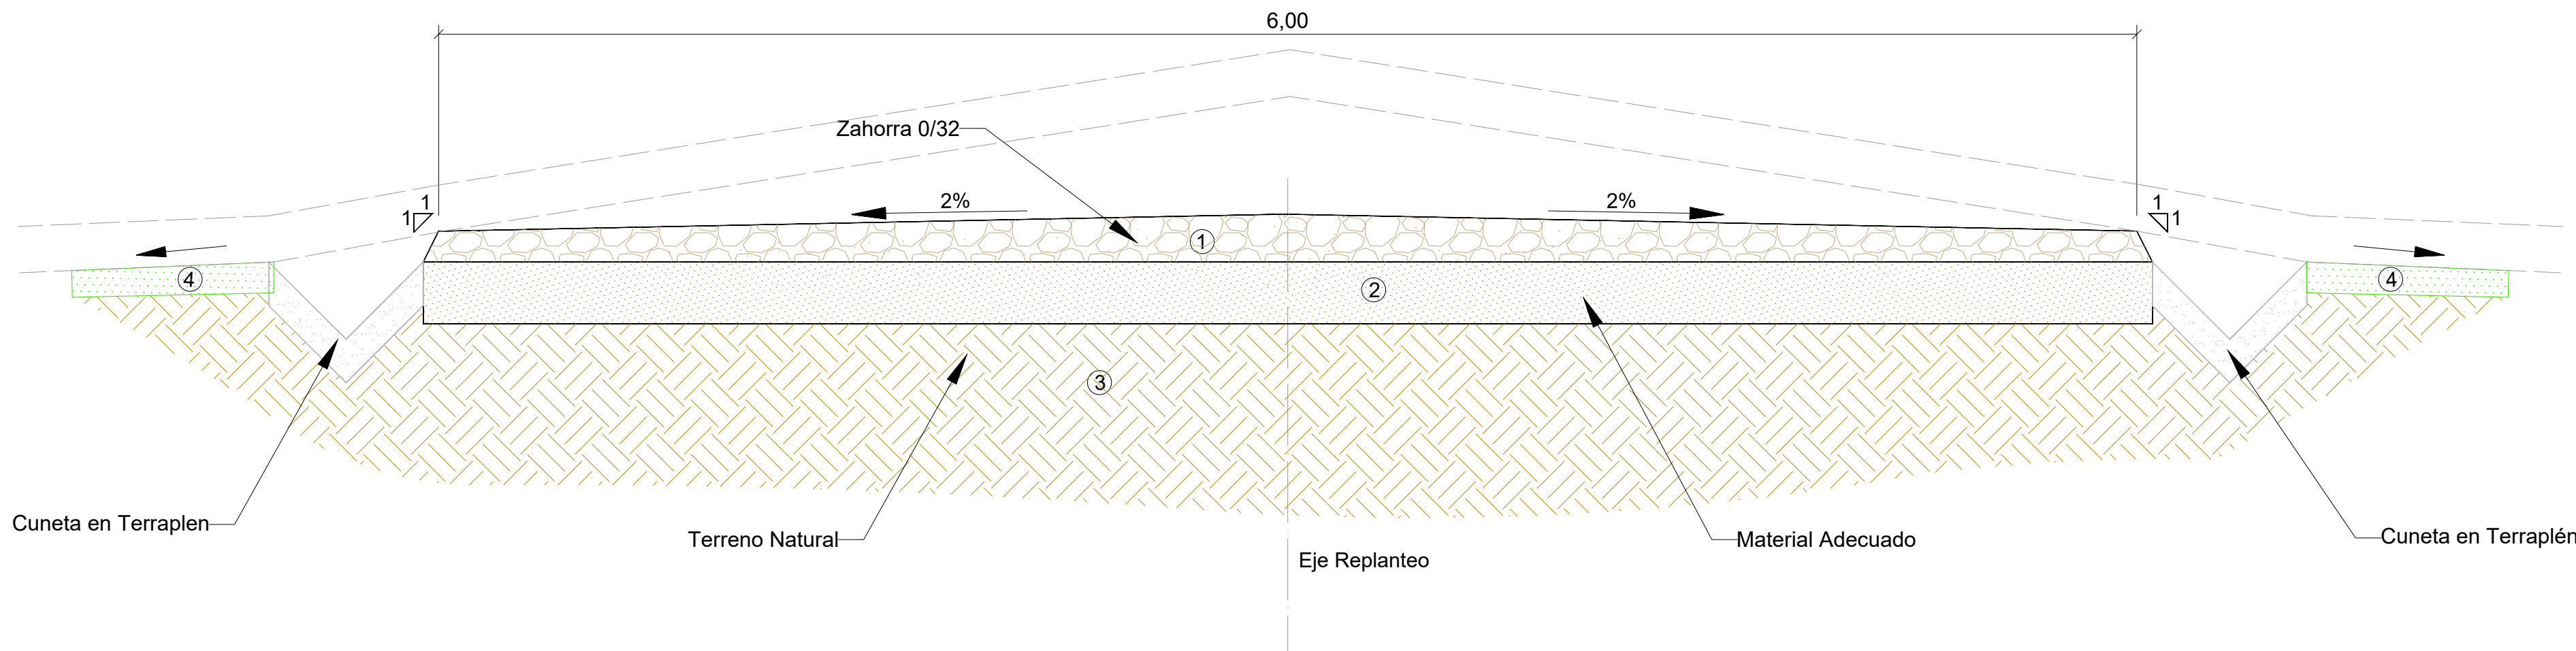 6,00
Zahorra 0/32
2%
2%
1
1
1
1
1
4
2
4
3
Cuneta en Terraplen
Terreno Natural
Material Adecuado
Cuneta en Terraplén
Eje Replanteo